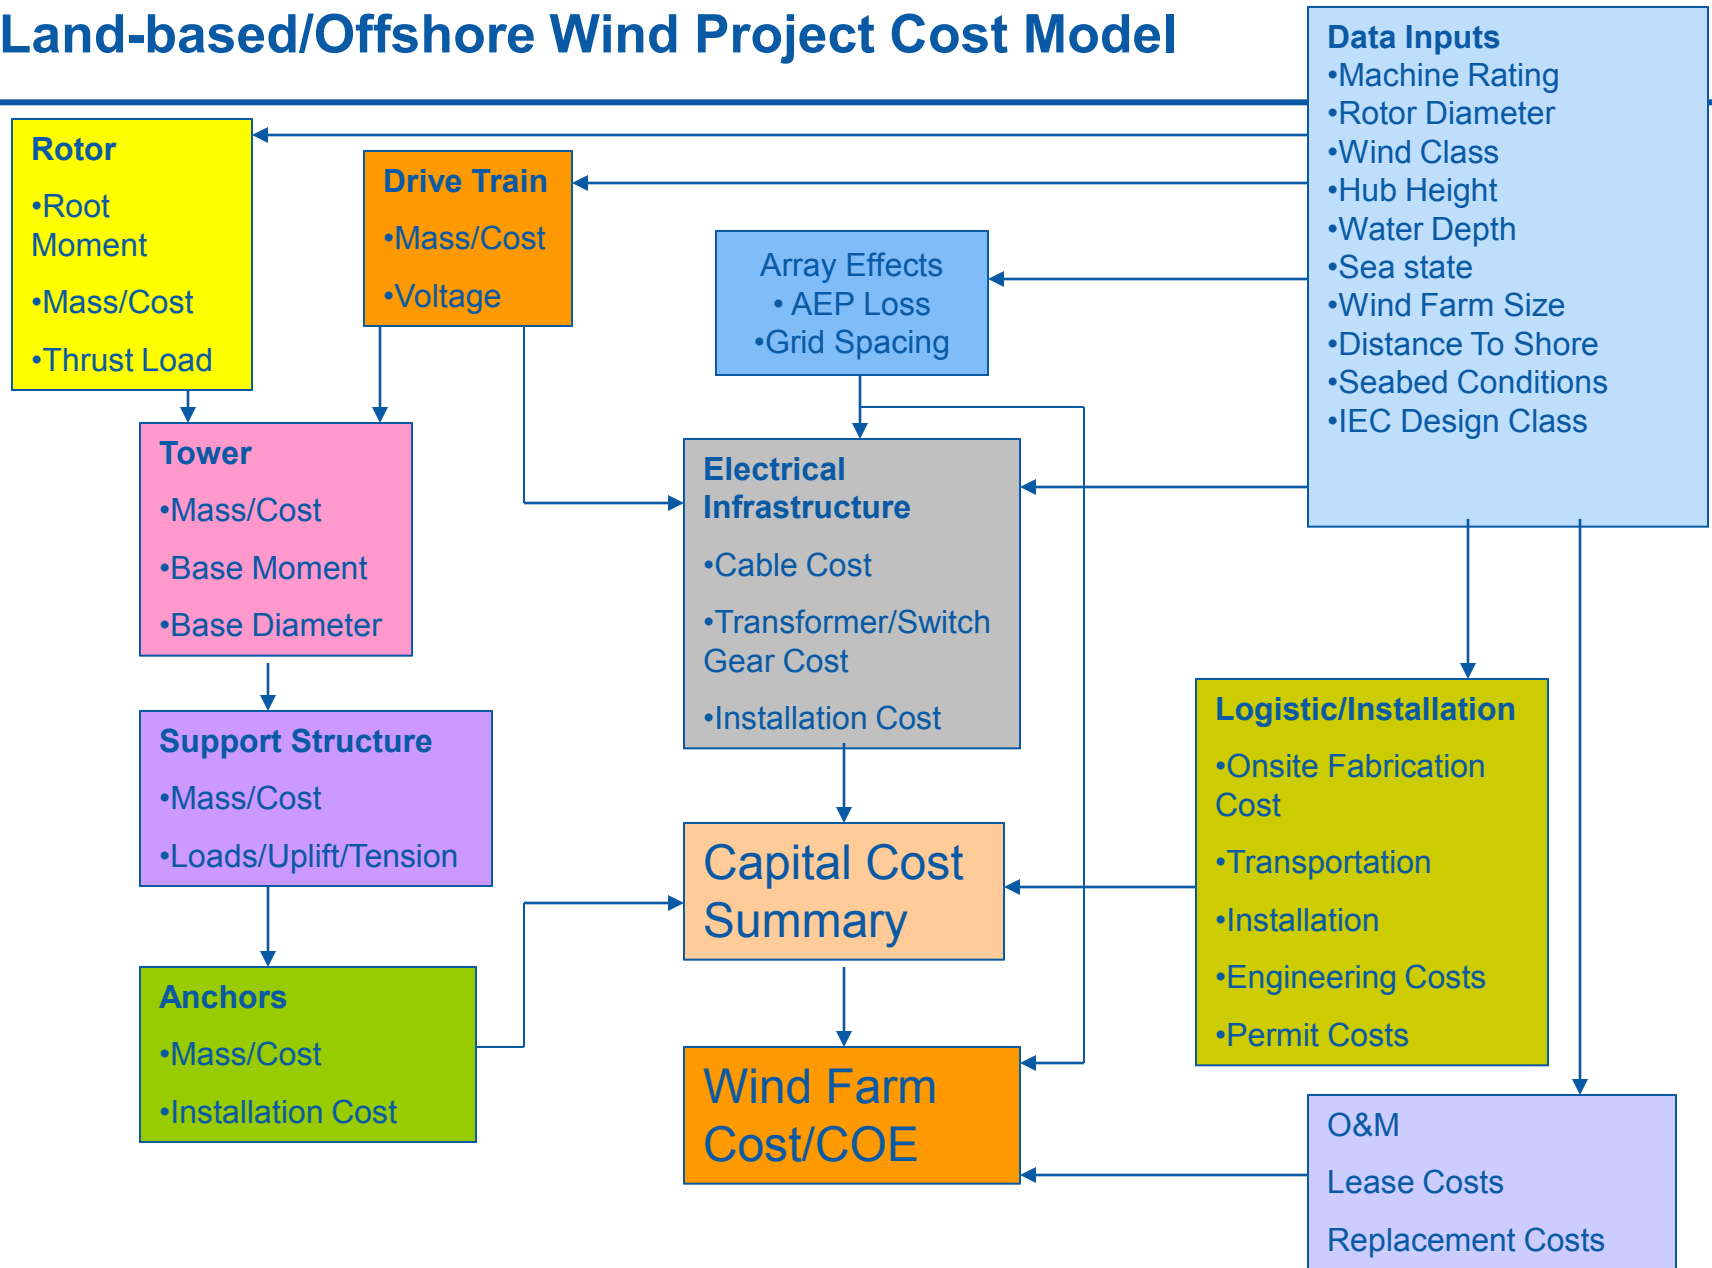 Land-based/Offshore Wind Project Cost Model
Data Inputs
•Machine Rating
•Rotor Diameter
•Wind Class
•Hub Height
•Water Depth
•Sea state
•Wind Farm Size
•Distance To Shore
•Seabed Conditions
•IEC Design Class
Rotor
•Root
Moment
•Mass/Cost
•Thrust Load
Drive Train
•Mass/Cost
•Voltage
Array Effects
• AEP Loss
•Grid Spacing
Tower
•Mass/Cost
•Base Moment
•Base Diameter
Electrical
Infrastructure
•Cable Cost
•Transformer/Switch
Gear Cost
•Installation Cost
Support Structure
•Mass/Cost
•Loads/Uplift/Tension
Logistic/Installation
•Onsite Fabrication
Cost
•Transportation
•Installation
•Engineering Costs
•Permit Costs
Capital Cost
Summary
Anchors
•Mass/Cost
•Installation Cost
Wind Farm
Cost/COE
O&M
Lease Costs
Replacement Costs